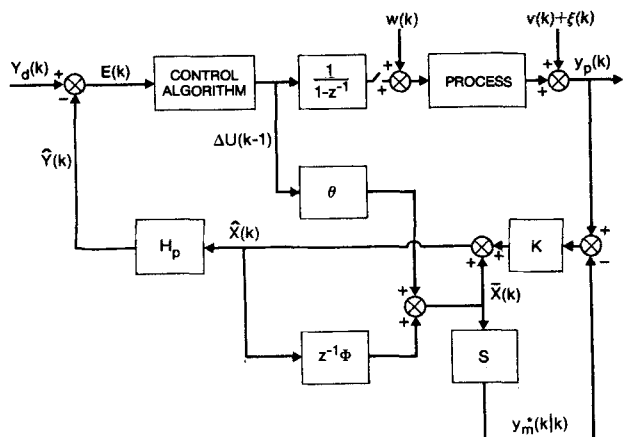 w(k)
v(k)+ξ(k)
Y_d(k)
+
−
E(k)
CONTROL
ALGORITHM
1
1-z⁻¹
+
+
PROCESS
+
+
y_p(k)
ΔU(k-1)
Ŷ(k)
θ
H_p
X̂(k)
+
+
K
+
−
+
+
X̄(k)
z⁻¹Φ
S
y*_m(k|k)